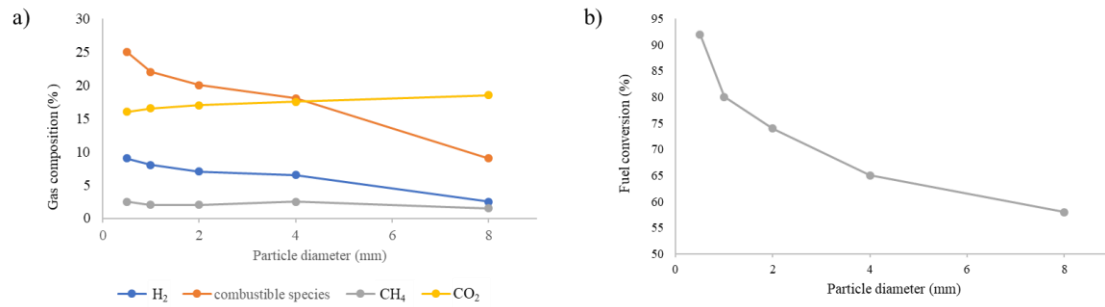 a)
Gas composition (%)
30
25
20
15
10
5
0
0 2 4 6 8
Particle diameter (mm)
H₂ combustible species CH₄ CO₂
b)
Fuel conversion (%)
95
90
85
80
75
70
65
60
55
50
0 2 4 6 8
Particle diameter (mm)